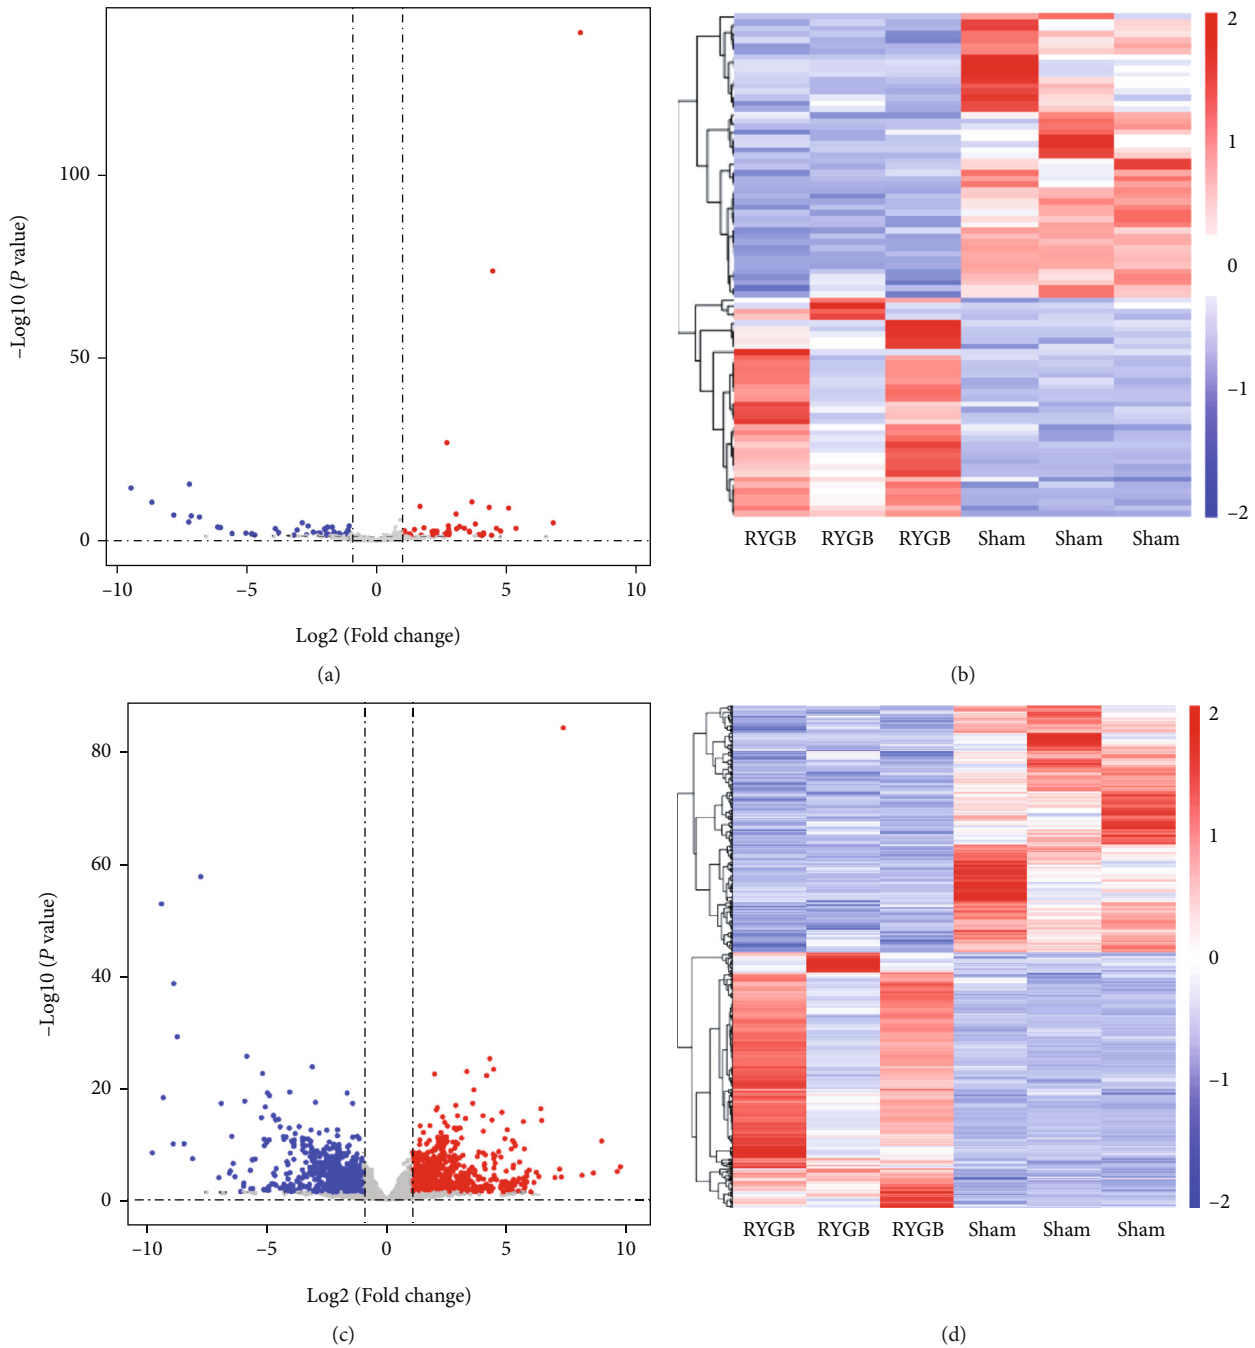 100
50
0
–Log10 (P value)
–10
–5
0
5
10
Log2 (Fold change)
(a)
2
1
0
–1
–2
RYGB RYGB RYGB Sham Sham Sham
(b)
80
60
40
20
0
–Log10 (P value)
–10
–5
0
5
10
Log2 (Fold change)
(c)
2
1
0
–1
–2
RYGB RYGB RYGB Sham Sham Sham
(d)